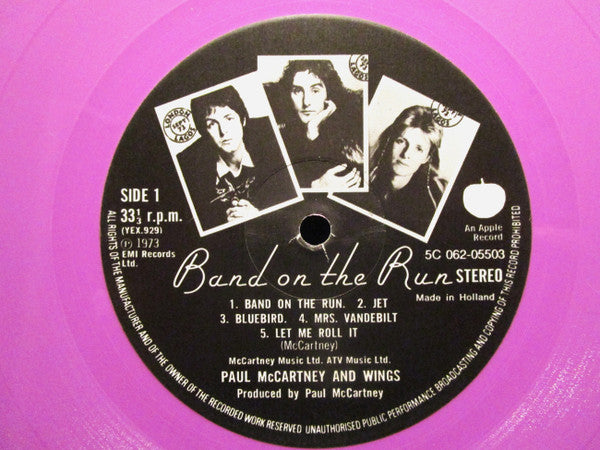 LONDON SEPT 73 LAGOS
SIDE 1
33⅓ r.p.m.
(YEX.929)
℗ 1973
EMI Records
Ltd.
An Apple
Record
5C 062-05503
STEREO
Made in Holland
Band on the Run
1. BAND ON THE RUN. 2. JET
3. BLUEBIRD. 4. MRS. VANDEBILT
5. LET ME ROLL IT
(McCartney)
McCartney Music Ltd. ATV Music Ltd.
PAUL McCARTNEY AND WINGS
Produced by Paul McCartney
ALL RIGHTS OF THE MANUFACTURER AND OF THE OWNER OF THE RECORDED WORK RESERVED UNAUTHORISED PUBLIC PERFORMANCE BROADCASTING AND COPYING OF THIS RECORD PROHIBITED